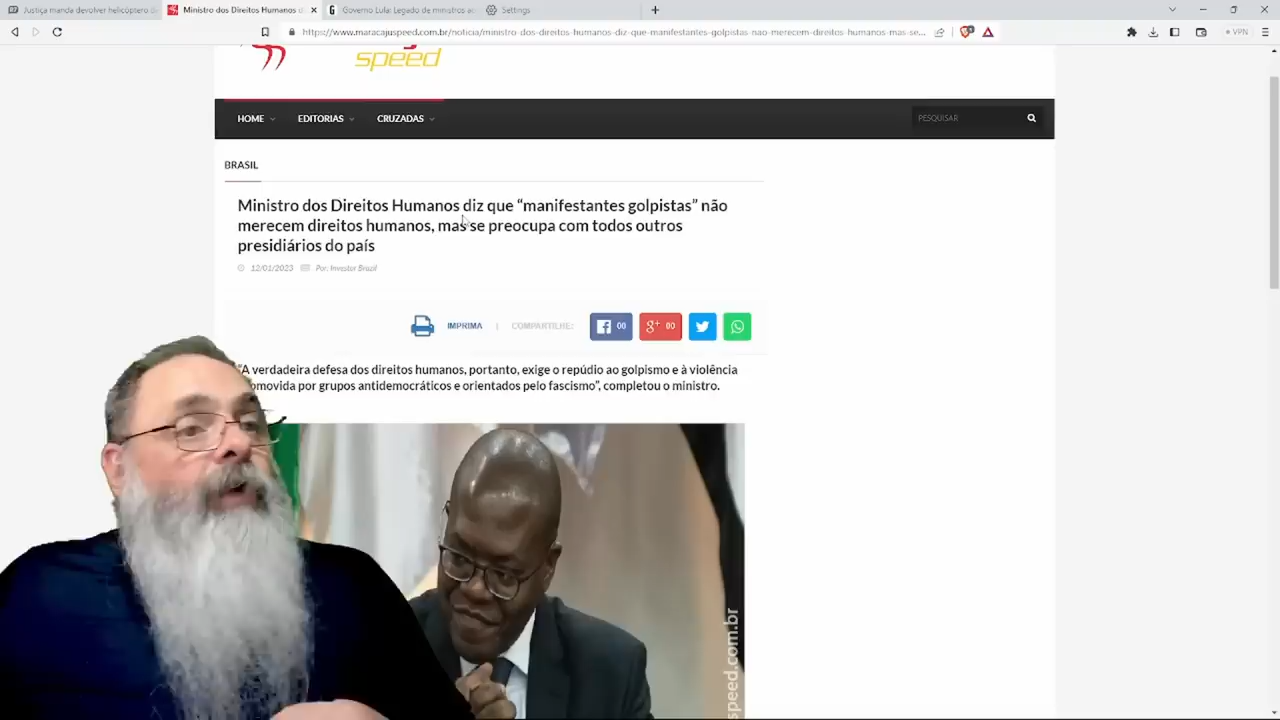 Justiça manda devolver helicóptero d
Ministro dos Direitos Humanos d
Governo Lula: Legado de ministros ac
Settings
https://www.maracajuspeed.com.br/noticia/ministro-dos-direitos-humanos-diz-que-manifestantes-golpistas-nao-merecem-direitos-humanos-mas-se...
VPN
speed
HOME
EDITORIAS
CRUZADAS
PESQUISAR
BRASIL
Ministro dos Direitos Humanos diz que “manifestantes golpistas” não
merecem direitos humanos, mas se preocupa com todos outros
presidiários do país
12/01/2023
Por: Investor Brazil
IMPRIMA
COMPARTILHE:
00
00
“A verdadeira defesa dos direitos humanos, portanto, exige o repúdio ao golpismo e à violência
omovida por grupos antidemocráticos e orientados pelo fascismo”, completou o ministro.
speed.com.br